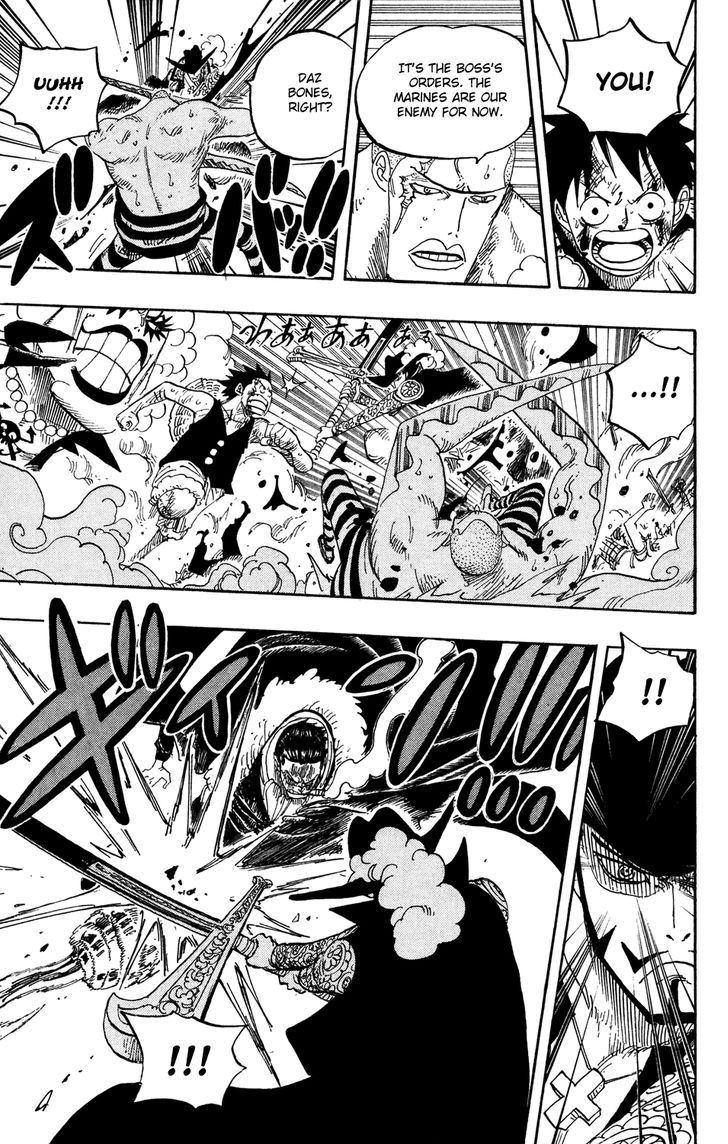 YOU!
IT'S THE BOSS'S
ORDERS. THE
MARINES ARE OUR
ENEMY FOR NOW.
DAZ
BONES,
RIGHT?
UUHH
!!!
...!!
!!
!!!